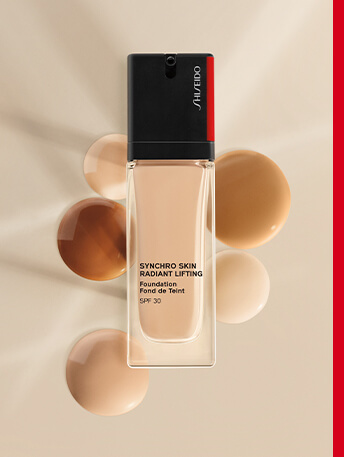 SHISEIDO
SYNCHRO SKIN
RADIANT LIFTING
Foundation
Fond de Teint
SPF 30